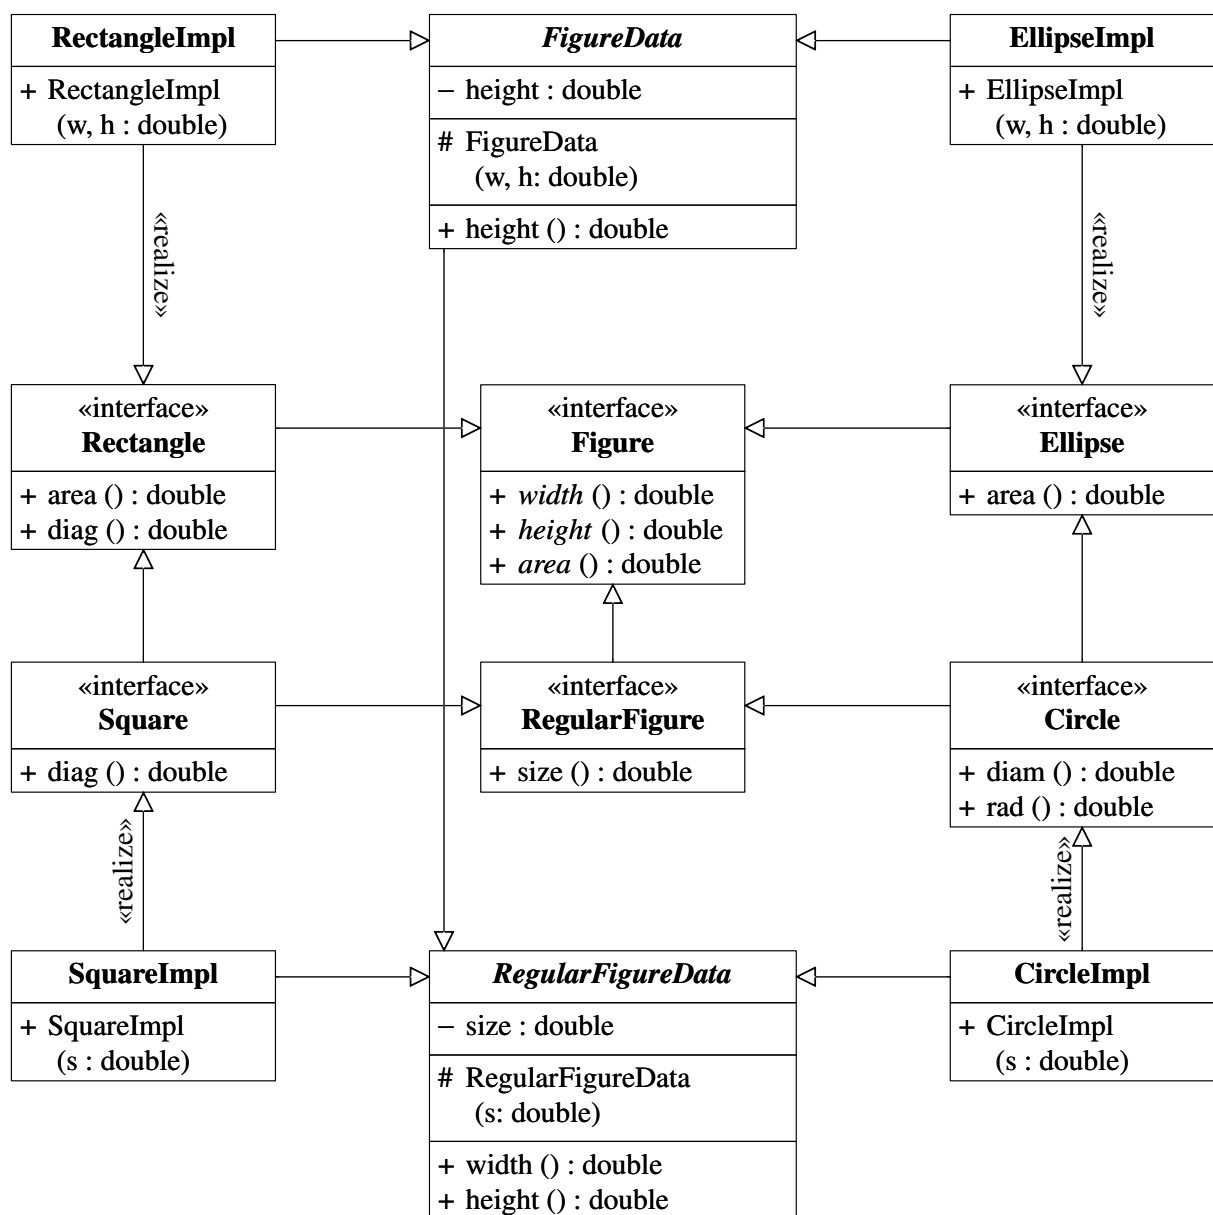 RectangleImpl
+ RectangleImpl
(w, h : double)
FigureData
− height : double
# FigureData
(w, h: double)
+ height () : double
EllipseImpl
+ EllipseImpl
(w, h : double)
«realize»
«realize»
«interface»
Rectangle
+ area () : double
+ diag () : double
«interface»
Figure
+ width () : double
+ height () : double
+ area () : double
«interface»
Ellipse
+ area () : double
«interface»
Square
+ diag () : double
«interface»
RegularFigure
+ size () : double
«interface»
Circle
+ diam () : double
+ rad () : double
«realize»
«realize»
SquareImpl
+ SquareImpl
(s : double)
RegularFigureData
− size : double
# RegularFigureData
(s: double)
+ width () : double
+ height () : double
CircleImpl
+ CircleImpl
(s : double)